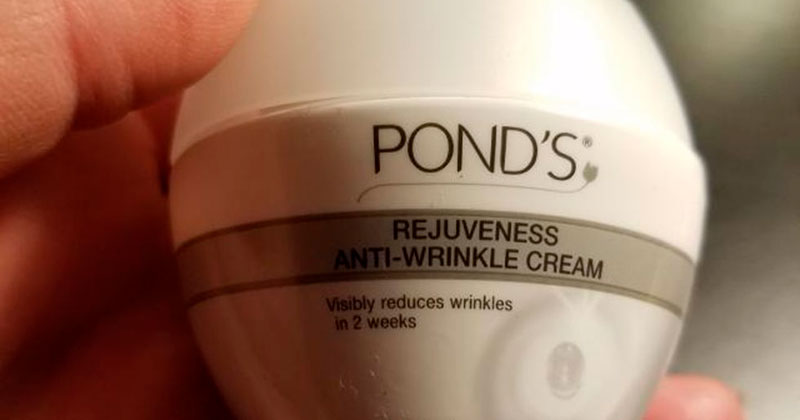 POND'S®
REJUVENESS
ANTI-WRINKLE CREAM
Visibly reduces wrinkles
in 2 weeks